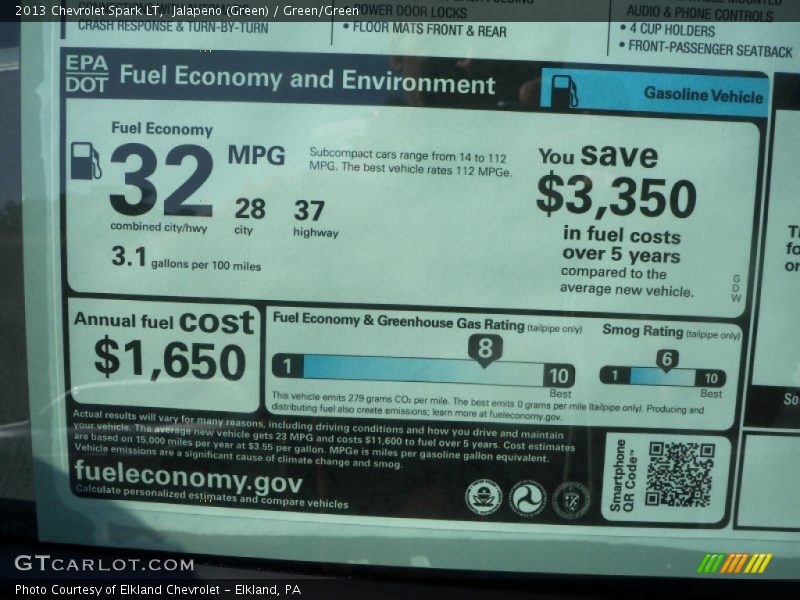 2013 Chevrolet Spark LT, Jalapeno (Green) / Green/Green
CRASH RESPONSE & TURN-BY-TURN
POWER DOOR LOCKS
• FLOOR MATS FRONT & REAR
AUDIO & PHONE CONTROLS
• 4 CUP HOLDERS
• FRONT-PASSENGER SEATBACK
EPA
DOT
Fuel Economy and Environment
Gasoline Vehicle
Fuel Economy
32 MPG
combined city/hwy
28
city
37
highway
3.1 gallons per 100 miles
Subcompact cars range from 14 to 112
MPG. The best vehicle rates 112 MPGe.
You save
$3,350
in fuel costs
over 5 years
compared to the
average new vehicle.
G
D
W
Annual fuel cost
$1,650
Fuel Economy & Greenhouse Gas Rating (tailpipe only)
1
8
10
Best
Smog Rating (tailpipe only)
1
6
10
Best
This vehicle emits 279 grams CO₂ per mile. The best emits 0 grams per mile (tailpipe only). Producing and
distributing fuel also create emissions; learn more at fueleconomy.gov.
Actual results will vary for many reasons, including driving conditions and how you drive and maintain
your vehicle. The average new vehicle gets 23 MPG and costs $11,600 to fuel over 5 years. Cost estimates
are based on 15,000 miles per year at $3.55 per gallon. MPGe is miles per gasoline gallon equivalent.
Vehicle emissions are a significant cause of climate change and smog.
fueleconomy.gov
Calculate personalized estimates and compare vehicles
Smartphone
QR Code™
So
GTCARLOT.COM
Photo Courtesy of Elkland Chevrolet – Elkland, PA